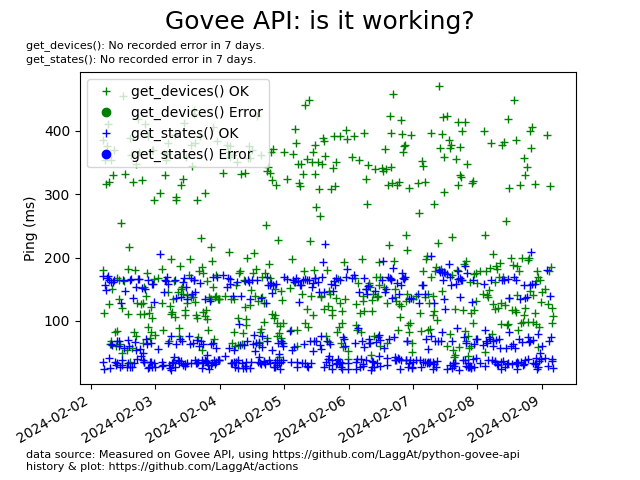 Govee API: is it working?
get_devices(): No recorded error in 7 days.
get_states(): No recorded error in 7 days.
get_devices() OK
get_devices() Error
get_states() OK
get_states() Error
Ping (ms)
400
300
200
100
2024-02-02
2024-02-03
2024-02-04
2024-02-05
2024-02-06
2024-02-07
2024-02-08
2024-02-09
data source: Measured on Govee API, using https://github.com/LaggAt/python-govee-api
history & plot: https://github.com/LaggAt/actions